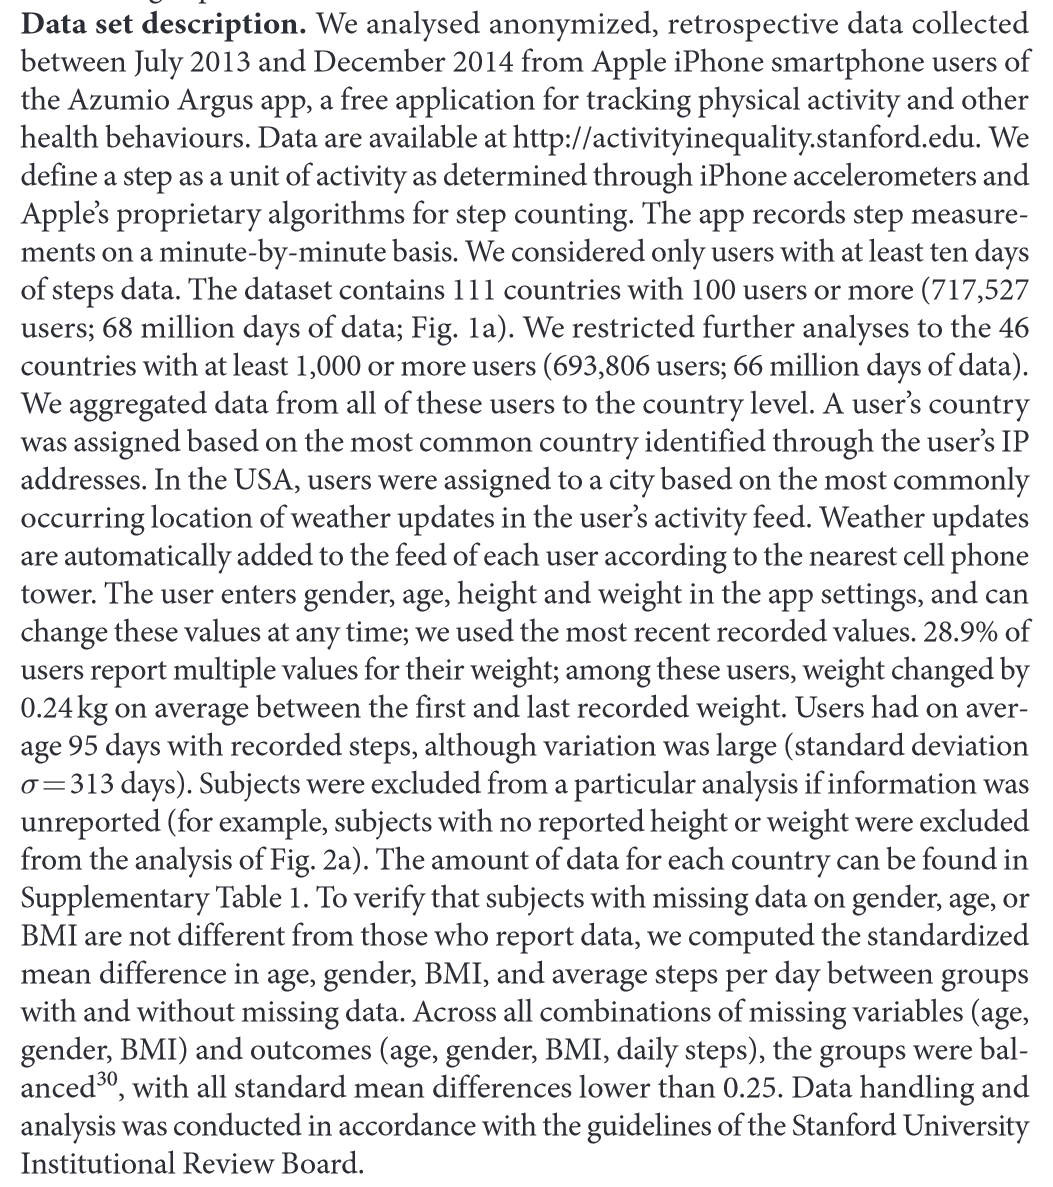 Data set description. We analysed anonymized, retrospective data collected
between July 2013 and December 2014 from Apple iPhone smartphone users of
the Azumio Argus app, a free application for tracking physical activity and other
health behaviours. Data are available at http://activityinequality.stanford.edu. We
define a step as a unit of activity as determined through iPhone accelerometers and
Apple’s proprietary algorithms for step counting. The app records step measure-
ments on a minute-by-minute basis. We considered only users with at least ten days
of steps data. The dataset contains 111 countries with 100 users or more (717,527
users; 68 million days of data; Fig. 1a). We restricted further analyses to the 46
countries with at least 1,000 or more users (693,806 users; 66 million days of data).
We aggregated data from all of these users to the country level. A user’s country
was assigned based on the most common country identified through the user’s IP
addresses. In the USA, users were assigned to a city based on the most commonly
occurring location of weather updates in the user’s activity feed. Weather updates
are automatically added to the feed of each user according to the nearest cell phone
tower. The user enters gender, age, height and weight in the app settings, and can
change these values at any time; we used the most recent recorded values. 28.9% of
users report multiple values for their weight; among these users, weight changed by
0.24 kg on average between the first and last recorded weight. Users had on aver-
age 95 days with recorded steps, although variation was large (standard deviation
σ = 313 days). Subjects were excluded from a particular analysis if information was
unreported (for example, subjects with no reported height or weight were excluded
from the analysis of Fig. 2a). The amount of data for each country can be found in
Supplementary Table 1. To verify that subjects with missing data on gender, age, or
BMI are not different from those who report data, we computed the standardized
mean difference in age, gender, BMI, and average steps per day between groups
with and without missing data. Across all combinations of missing variables (age,
gender, BMI) and outcomes (age, gender, BMI, daily steps), the groups were bal-
anced³⁰, with all standard mean differences lower than 0.25. Data handling and
analysis was conducted in accordance with the guidelines of the Stanford University
Institutional Review Board.